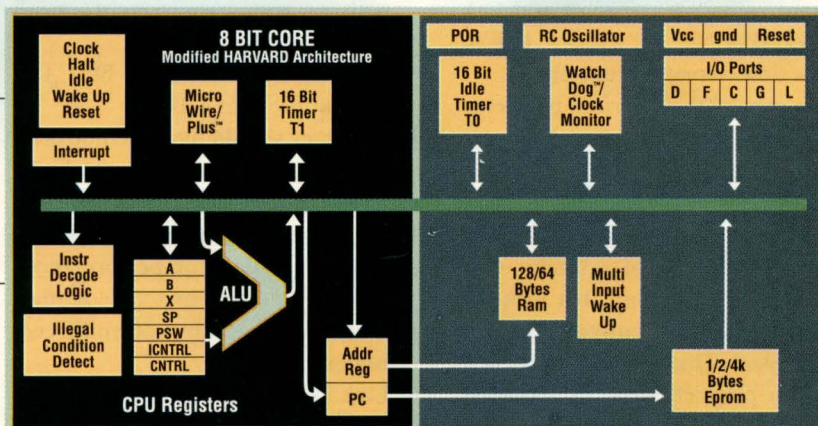 8 BIT CORE
Modified HARVARD Architecture
Clock
Halt
Idle
Wake Up
Reset
Interrupt
Micro
Wire/
Plus™
16 Bit
Timer
T1
POR
RC Oscillator
Vcc
gnd
Reset
16 Bit
Idle
Timer
T0
Watch
Dog™/
Clock
Monitor
I/O Ports
D F C G L
Instr
Decode
Logic
Illegal
Condition
Detect
A
B
X
SP
PSW
ICNTRL
CNTRL
CPU Registers
ALU
Addr
Reg
PC
128/64
Bytes
Ram
Multi
Input
Wake
Up
1/2/4k
Bytes
Eprom